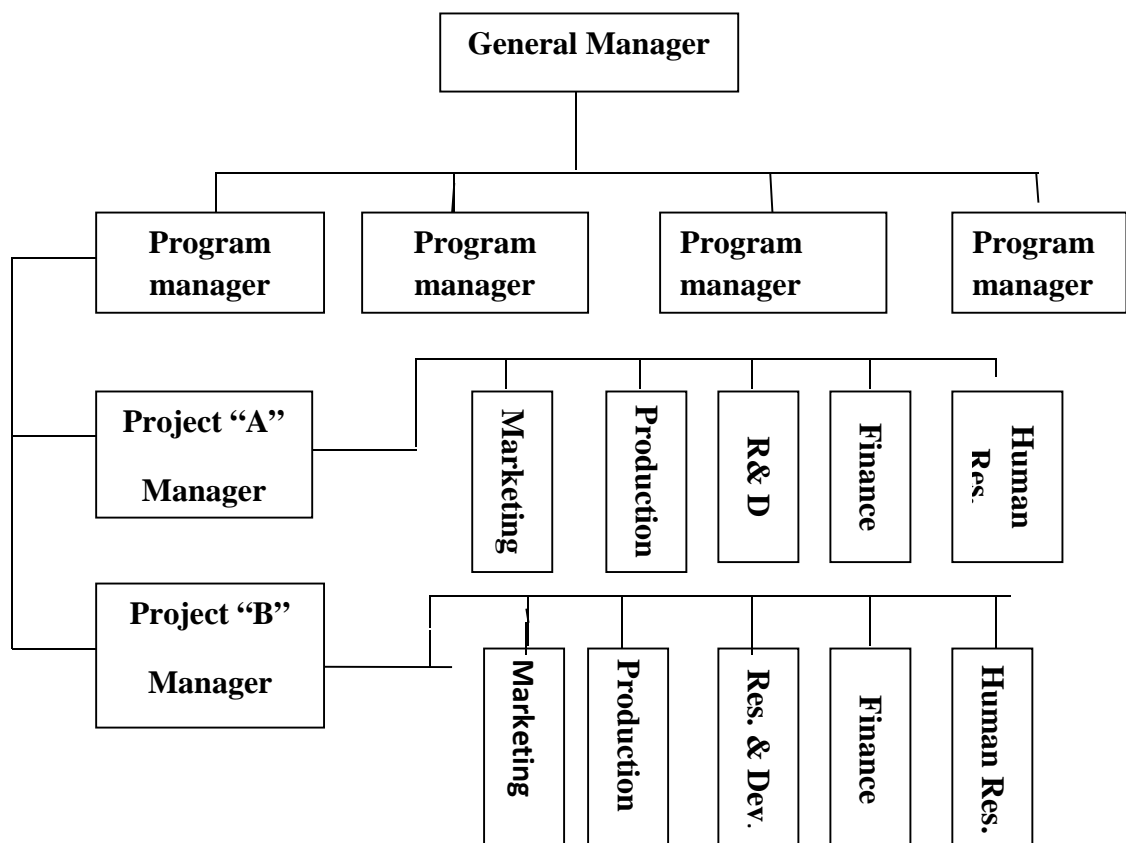 General Manager
Program
manager
Program
manager
Program
manager
Program
manager
Project “A”
Manager
Marketing
Production
R& D
Finance
Human
Res.
Project “B”
Manager
Marketing
Production
Res. & Dev.
Finance
Human Res.